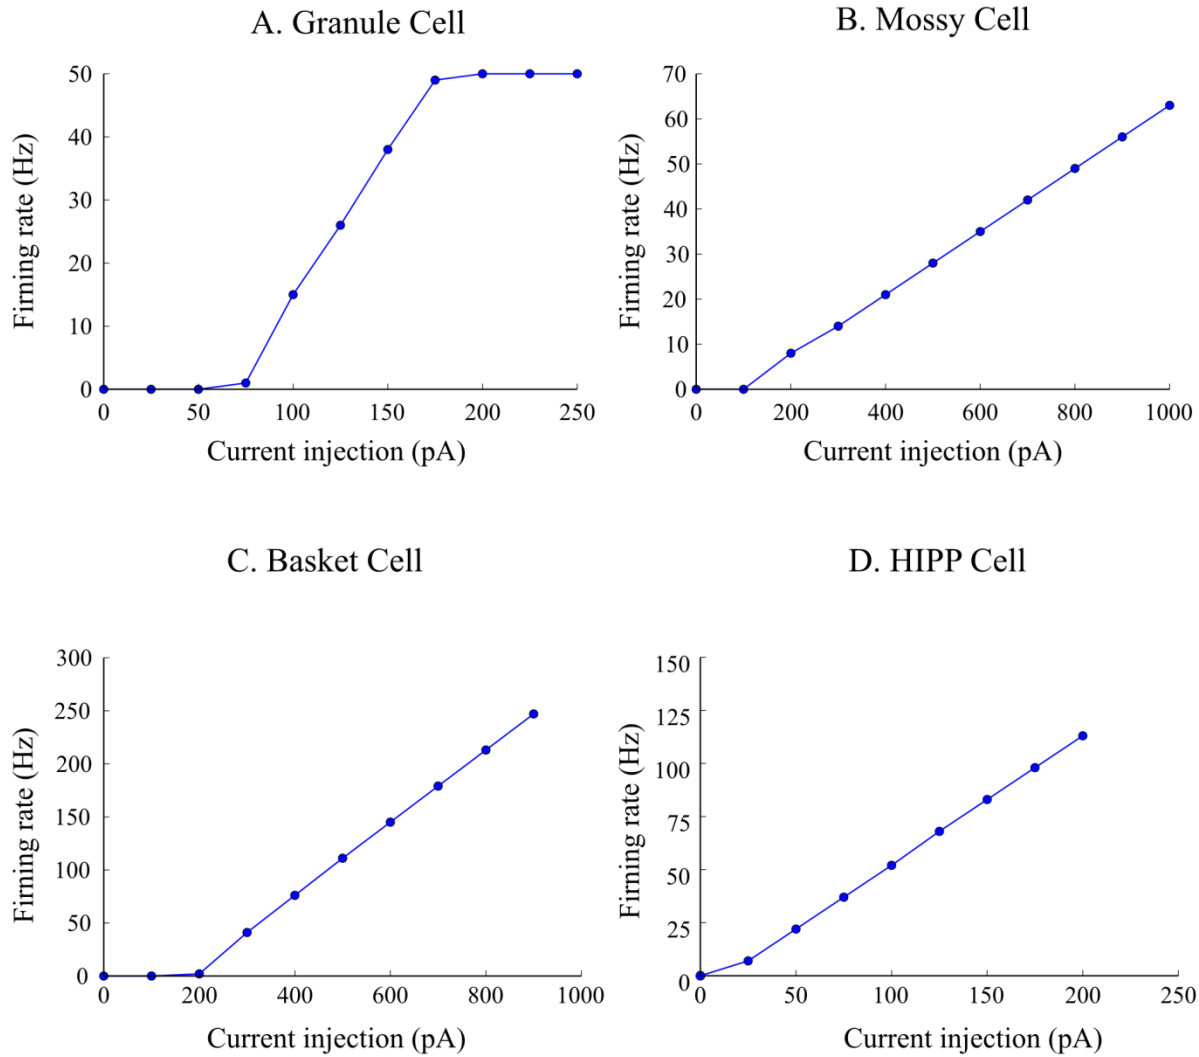 A. Granule Cell
50
40
30
20
10
0
Firning rate (Hz)
0 50 100 150 200 250
Current injection (pA)
B. Mossy Cell
70
60
50
40
30
20
10
0
Firning rate (Hz)
0 200 400 600 800 1000
Current injection (pA)
C. Basket Cell
300
250
200
150
100
50
0
Firning rate (Hz)
0 200 400 600 800 1000
Current injection (pA)
D. HIPP Cell
150
125
100
75
50
25
0
Firning rate (Hz)
0 50 100 150 200 250
Current injection (pA)